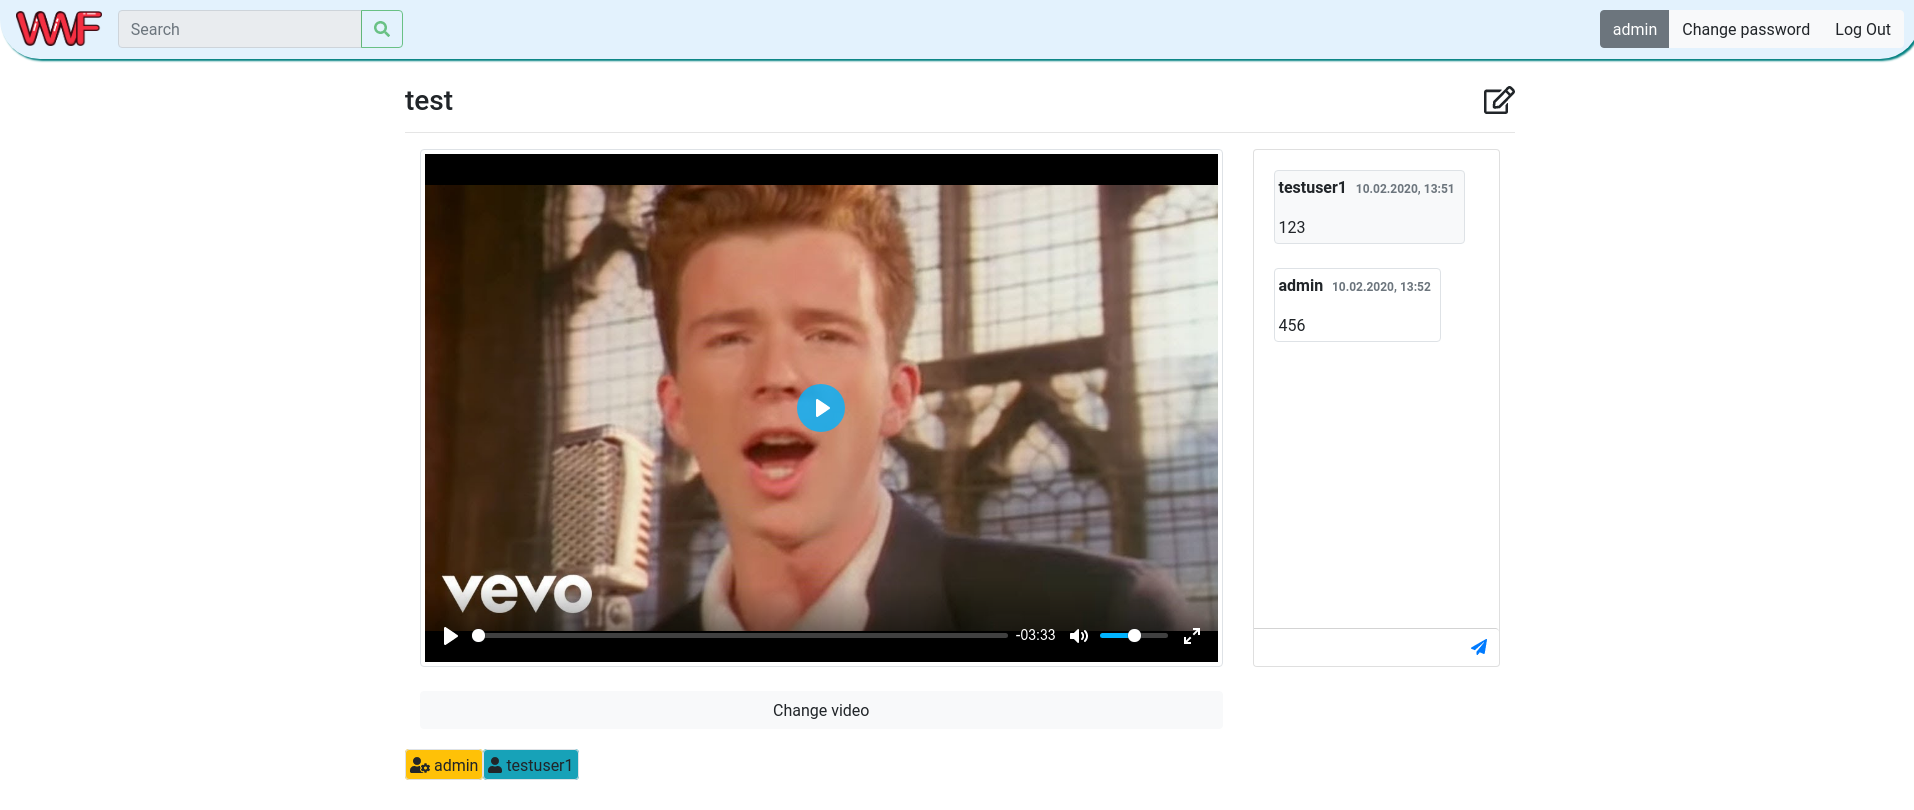 WWF
Search
admin
Change password
Log Out
test
testuser1 10.02.2020, 13:51
123
admin 10.02.2020, 13:52
456
vevo
-03:33
Change video
admin
testuser1